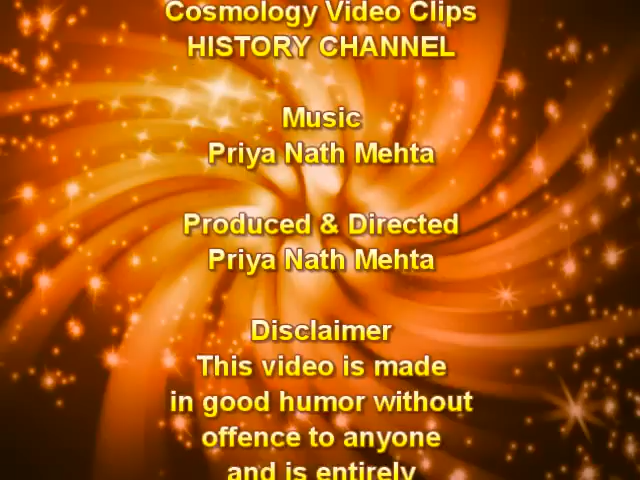 Cosmology Video Clips
HISTORY CHANNEL
Music
Priya Nath Mehta
Produced & Directed
Priya Nath Mehta
Disclaimer
This video is made
in good humor without
offence to anyone
and is entirely